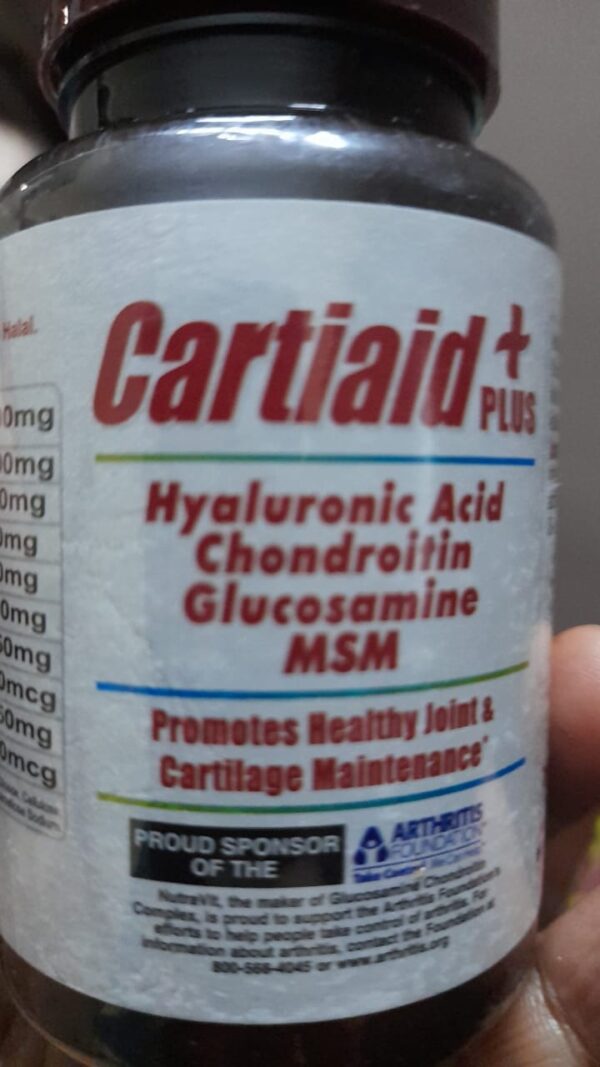 Halal.
0mg
00mg
0mg
0mg
0mg
0mg
50mg
0mcg
50mg
0mcg
Cartiaid+
PLUS
Hyaluronic Acid
Chondroitin
Glucosamine
MSM
Promotes Healthy Joint &
Cartilage Maintenance*
PROUD SPONSOR
OF THE
ARTHRITIS
FOUNDATION
NutraVit, the maker of Glucosamine Chondroitin
Complex, is proud to support the Arthritis Foundation's
efforts to help people take control of arthritis. For
information about arthritis, contact the Foundation at
800-568-4045 or www.arthritis.org